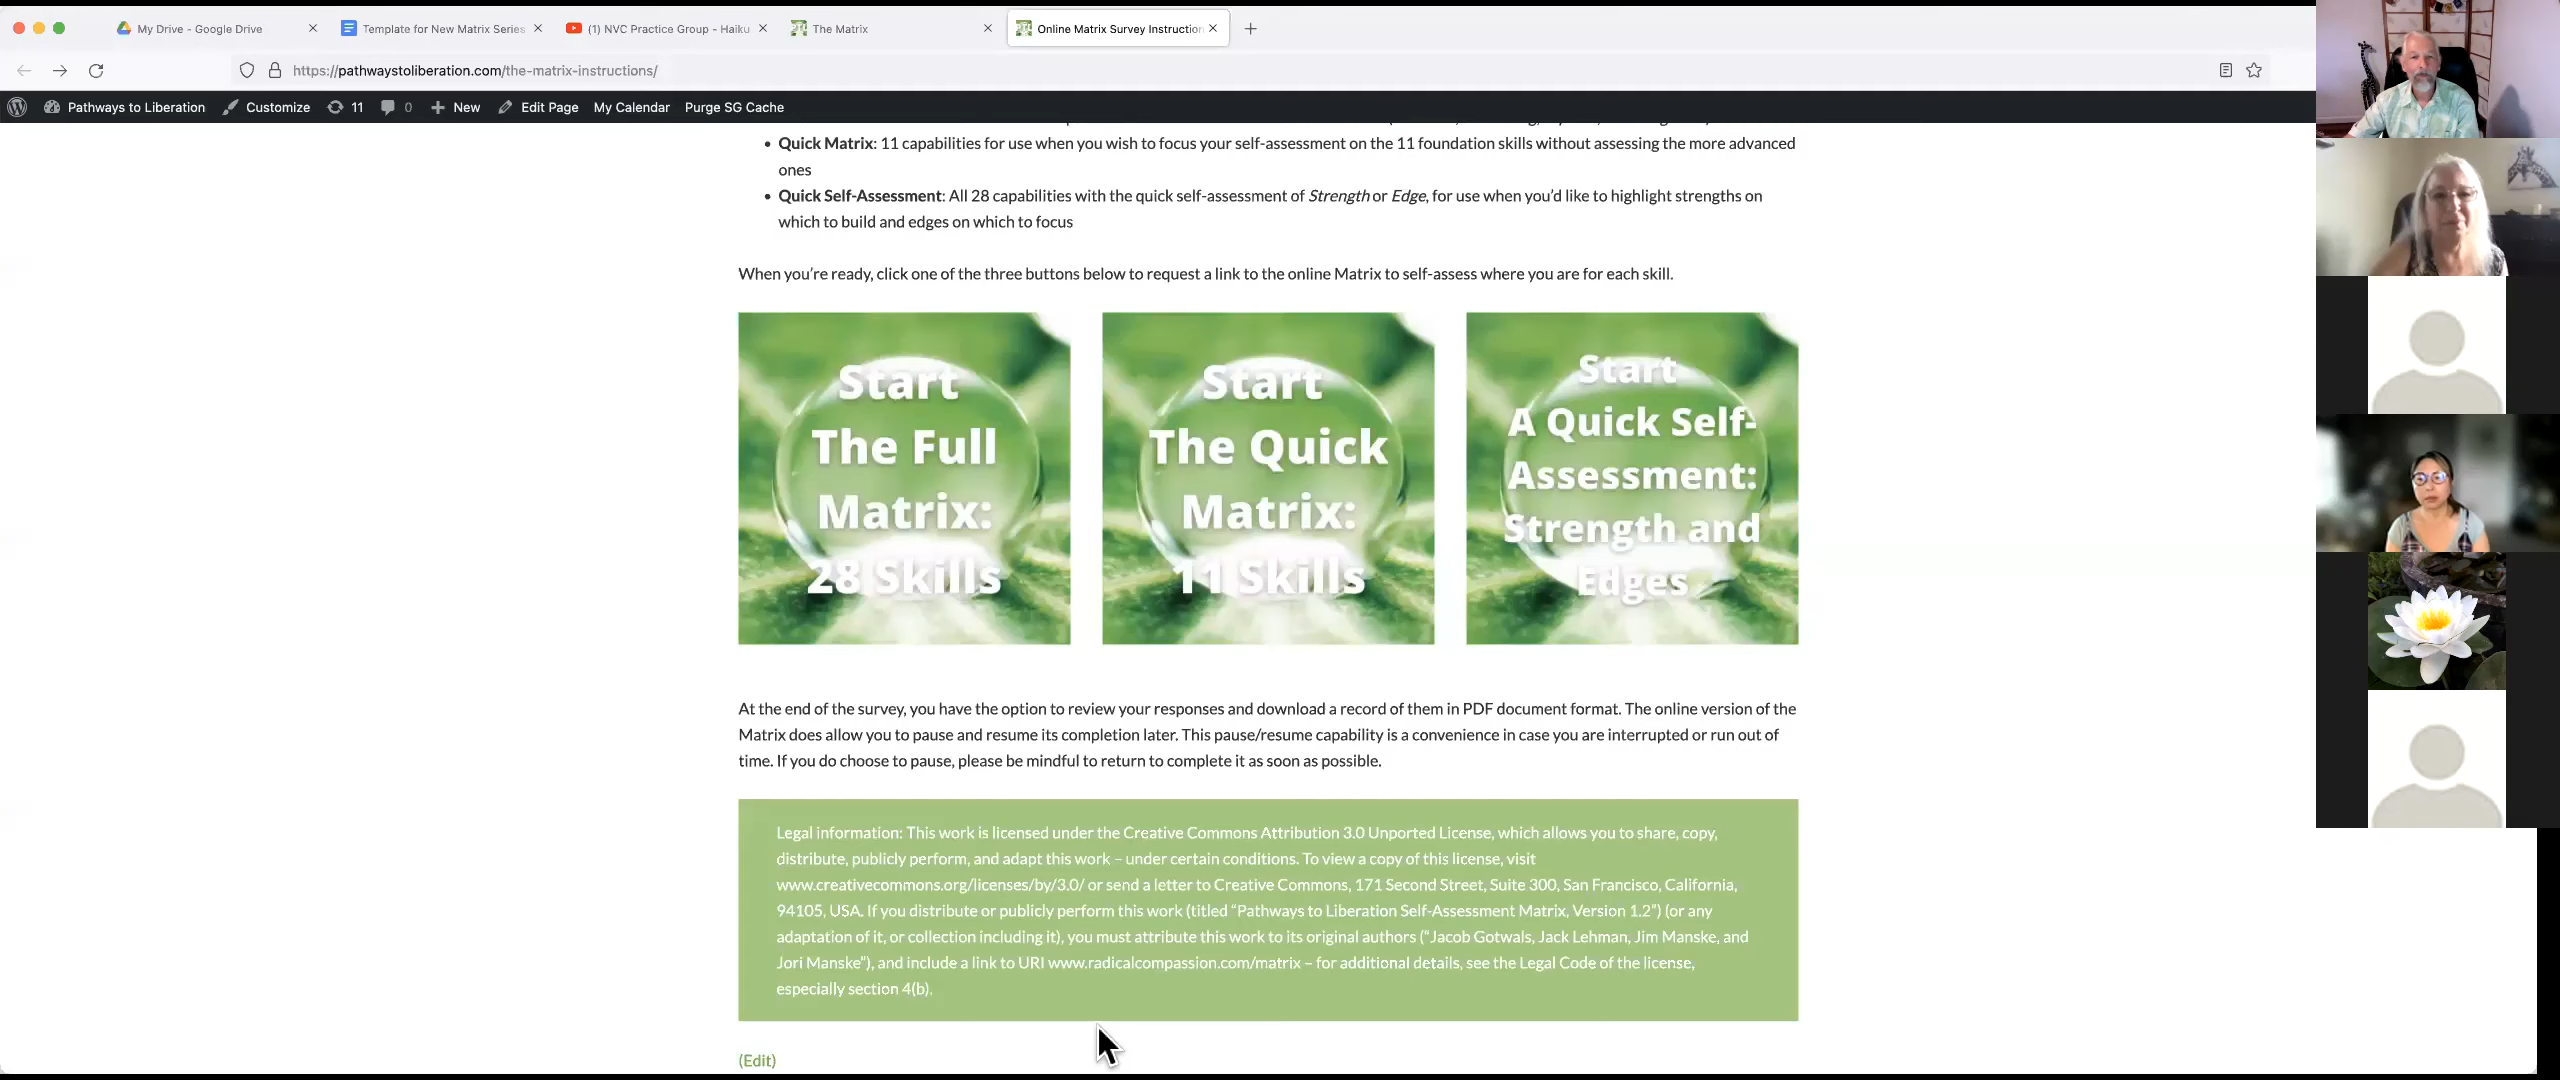 My Drive - Google Drive
Template for New Matrix Series
(1) NVC Practice Group - Haiku
The Matrix
Online Matrix Survey Instruction
https://pathwaystoliberation.com/the-matrix-instructions/
Pathways to Liberation Customize 11 0 New Edit Page My Calendar Purge SG Cache
• Quick Matrix: 11 capabilities for use when you wish to focus your self-assessment on the 11 foundation skills without assessing the more advanced
ones
• Quick Self-Assessment: All 28 capabilities with the quick self-assessment of Strength or Edge, for use when you’d like to highlight strengths on
which to build and edges on which to focus
When you’re ready, click one of the three buttons below to request a link to the online Matrix to self-assess where you are for each skill.
Start
The Full
Matrix:
28 Skills
Start
The Quick
Matrix:
11 Skills
Start
A Quick Self-
Assessment:
Strength and
Edges
At the end of the survey, you have the option to review your responses and download a record of them in PDF document format. The online version of the
Matrix does allow you to pause and resume its completion later. This pause/resume capability is a convenience in case you are interrupted or run out of
time. If you do choose to pause, please be mindful to return to complete it as soon as possible.
Legal information: This work is licensed under the Creative Commons Attribution 3.0 Unported License, which allows you to share, copy,
distribute, publicly perform, and adapt this work – under certain conditions. To view a copy of this license, visit
www.creativecommons.org/licenses/by/3.0/ or send a letter to Creative Commons, 171 Second Street, Suite 300, San Francisco, California,
94105, USA. If you distribute or publicly perform this work (titled “Pathways to Liberation Self-Assessment Matrix, Version 1.2”) (or any
adaptation of it, or collection including it), you must attribute this work to its original authors (“Jacob Gotwals, Jack Lehman, Jim Manske, and
Jori Manske”), and include a link to URI www.radicalcompassion.com/matrix – for additional details, see the Legal Code of the license,
especially section 4(b).
(Edit)